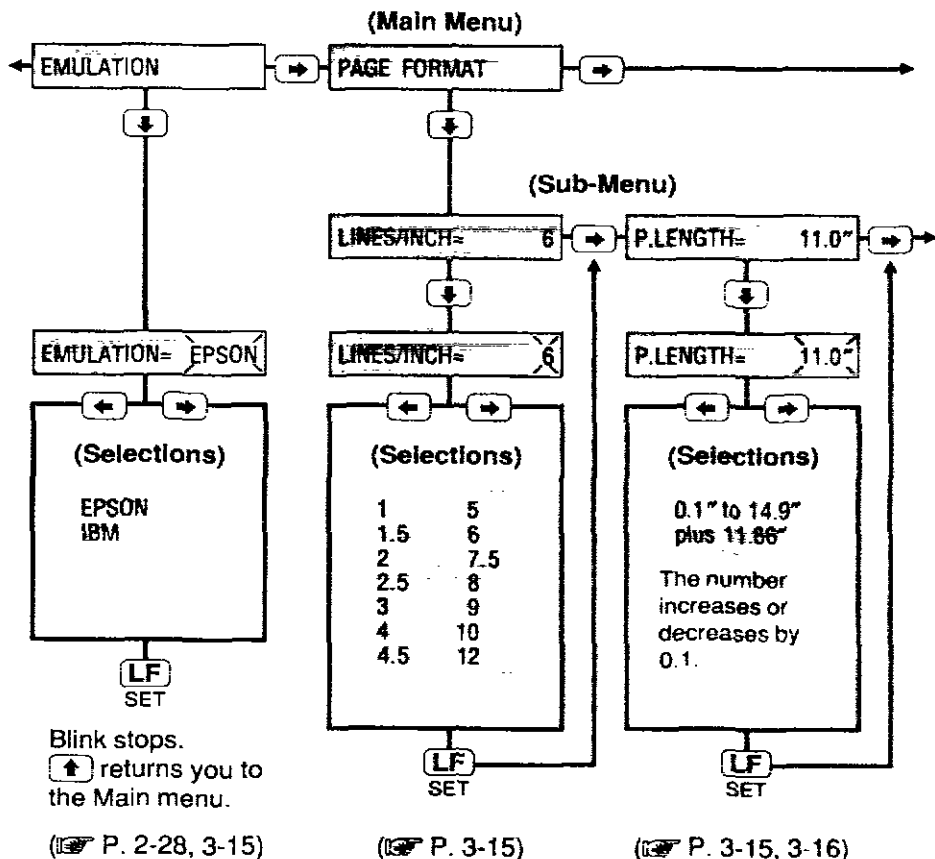 (Main Menu)
EMULATION
PAGE FORMAT
(Sub-Menu)
LINES/INCH= 6
P.LENGTH= 11.0"
EMULATION= EPSON
LINES/INCH= 6
P.LENGTH= 11.0"
(Selections)
EPSON
IBM
LF
SET
Blink stops.
returns you to
the Main menu.
(P. 2-28, 3-15)
(Selections)
1 5
1.5 6
2 7.5
2.5 8
3 9
4 10
4.5 12
LF
SET
(P. 3-15)
(Selections)
0.1" to 14.9"
plus 11.86"
The number
increases or
decreases by
0.1.
LF
SET
(P. 3-15, 3-16)